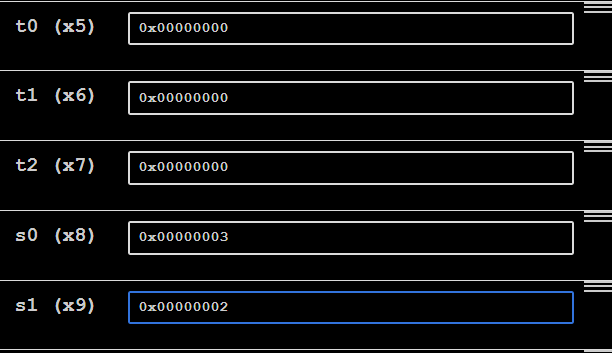 t0 (x5) 0x00000000
t1 (x6) 0x00000000
t2 (x7) 0x00000000
s0 (x8) 0x00000003
s1 (x9) 0x00000002